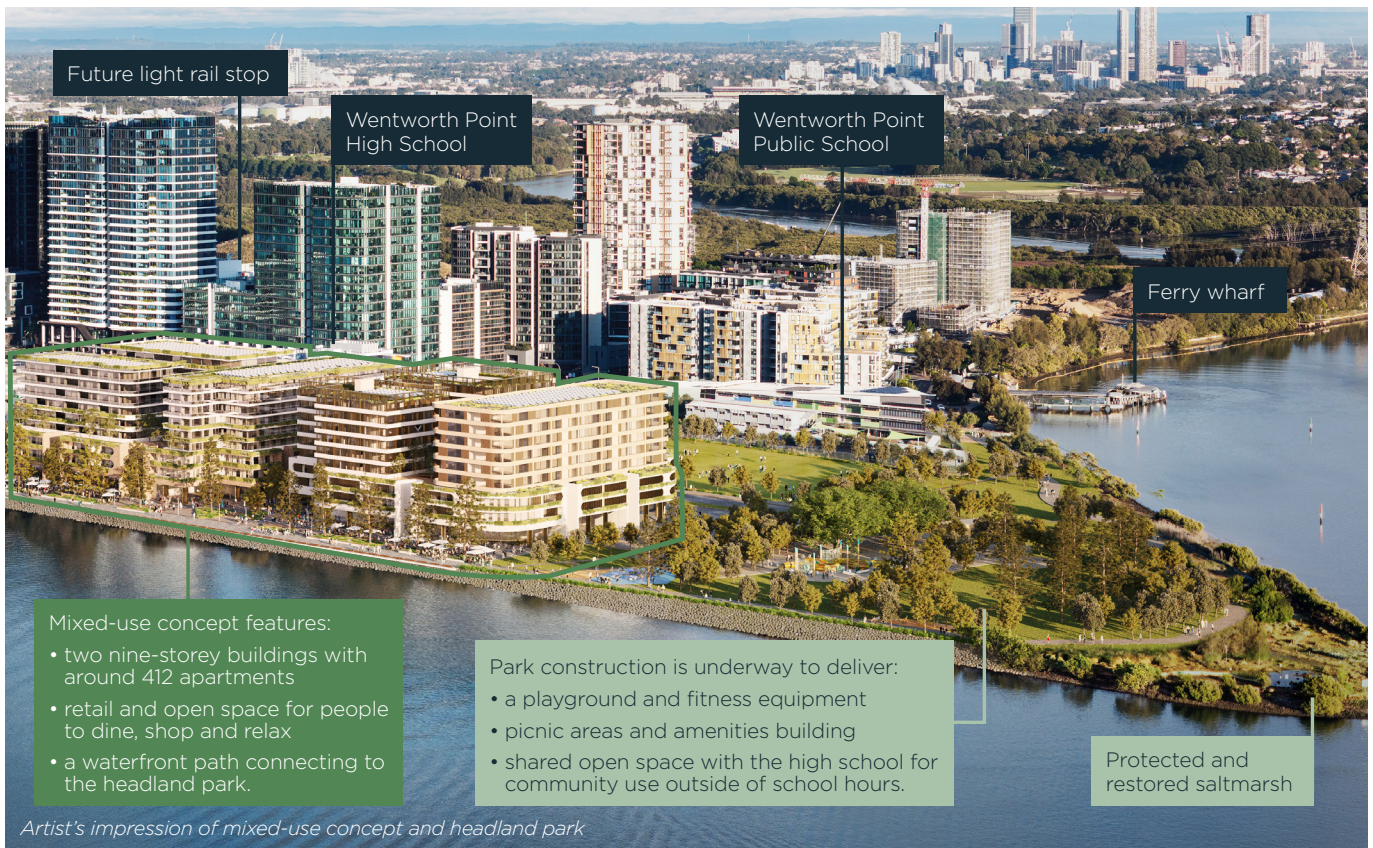 Future light rail stop
Wentworth Point
High School
Wentworth Point
Public School
Ferry wharf
Mixed-use concept features:
• two nine-storey buildings with
around 412 apartments
• retail and open space for people
to dine, shop and relax
• a waterfront path connecting to
the headland park.
Park construction is underway to deliver:
• a playground and fitness equipment
• picnic areas and amenities building
• shared open space with the high school for
community use outside of school hours.
Protected and
restored saltmarsh
Artist's impression of mixed-use concept and headland park